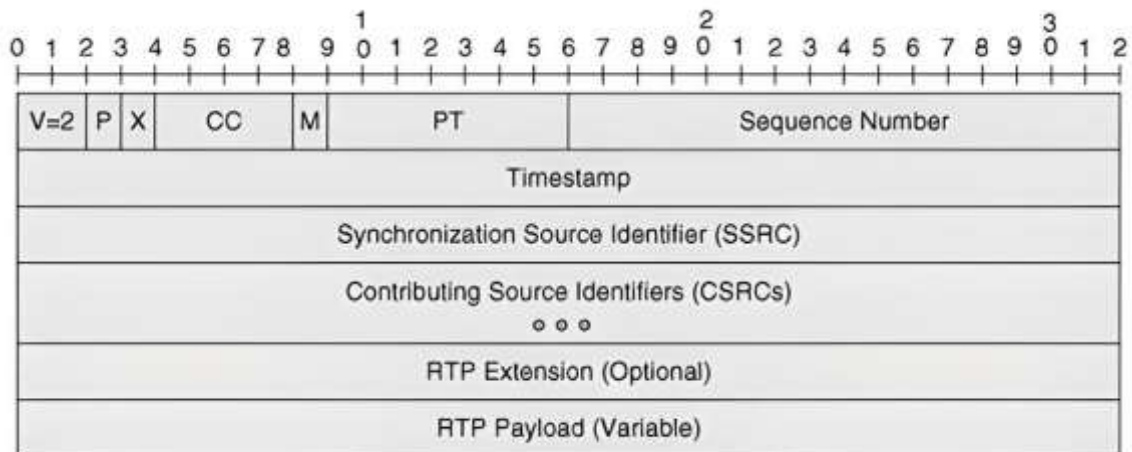 1 2 3
0 1 2 3 4 5 6 7 8 9 0 1 2 3 4 5 6 7 8 9 0 1 2 3 4 5 6 7 8 9 0 1 2
V=2 P X CC M PT Sequence Number
Timestamp
Synchronization Source Identifier (SSRC)
Contributing Source Identifiers (CSRCs)
RTP Extension (Optional)
RTP Payload (Variable)